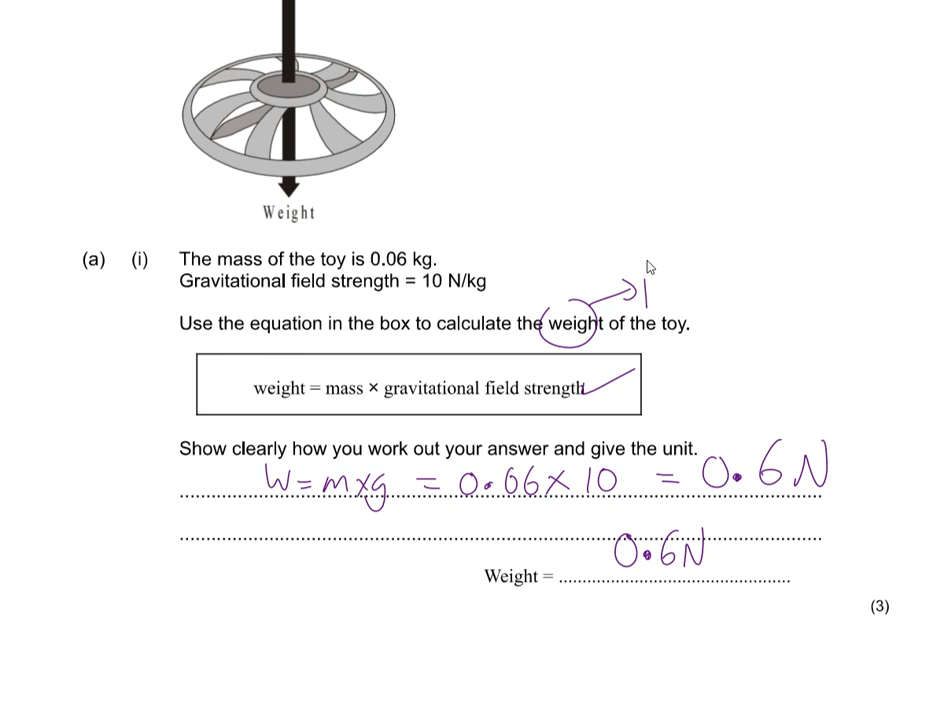 Weight
(a) (i) The mass of the toy is 0.06 kg.
Gravitational field strength = 10 N/kg
Use the equation in the box to calculate the weight of the toy.
weight = mass × gravitational field strength
Show clearly how you work out your answer and give the unit.
W = m x g = 0.06 x 10 = 0.6 N
0.6 N
Weight =
(3)